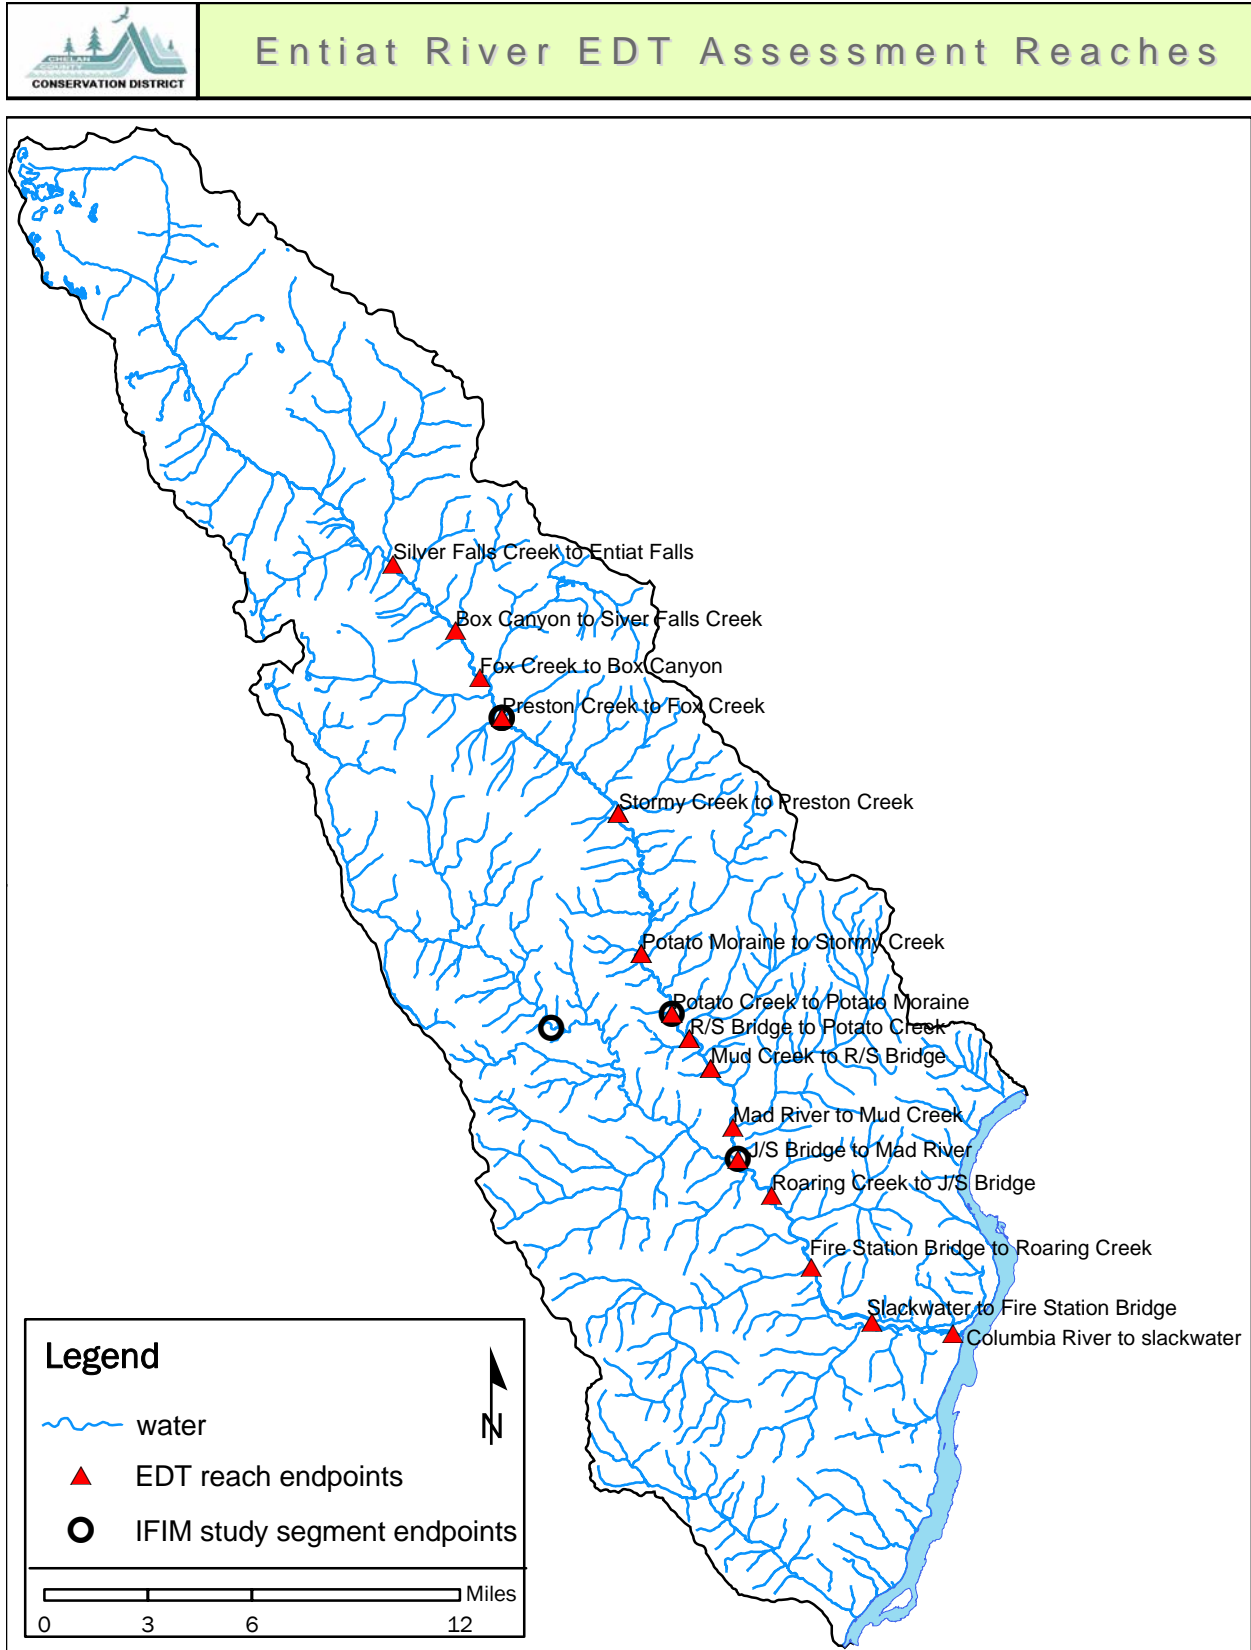 CHELAN
COUNTY
CONSERVATION DISTRICT
Entiat River EDT Assessment Reaches
Silver Falls Creek to Entiat Falls
Box Canyon to Siver Falls Creek
Fox Creek to Box Canyon
Preston Creek to Fox Creek
Stormy Creek to Preston Creek
Potato Moraine to Stormy Creek
Potato Creek to Potato Moraine
R/S Bridge to Potato Creek
Mud Creek to R/S Bridge
Mad River to Mud Creek
J/S Bridge to Mad River
Roaring Creek to J/S Bridge
Fire Station Bridge to Roaring Creek
Slackwater to Fire Station Bridge
Columbia River to slackwater
Legend
N
water
EDT reach endpoints
IFIM study segment endpoints
Miles
0 3 6 12